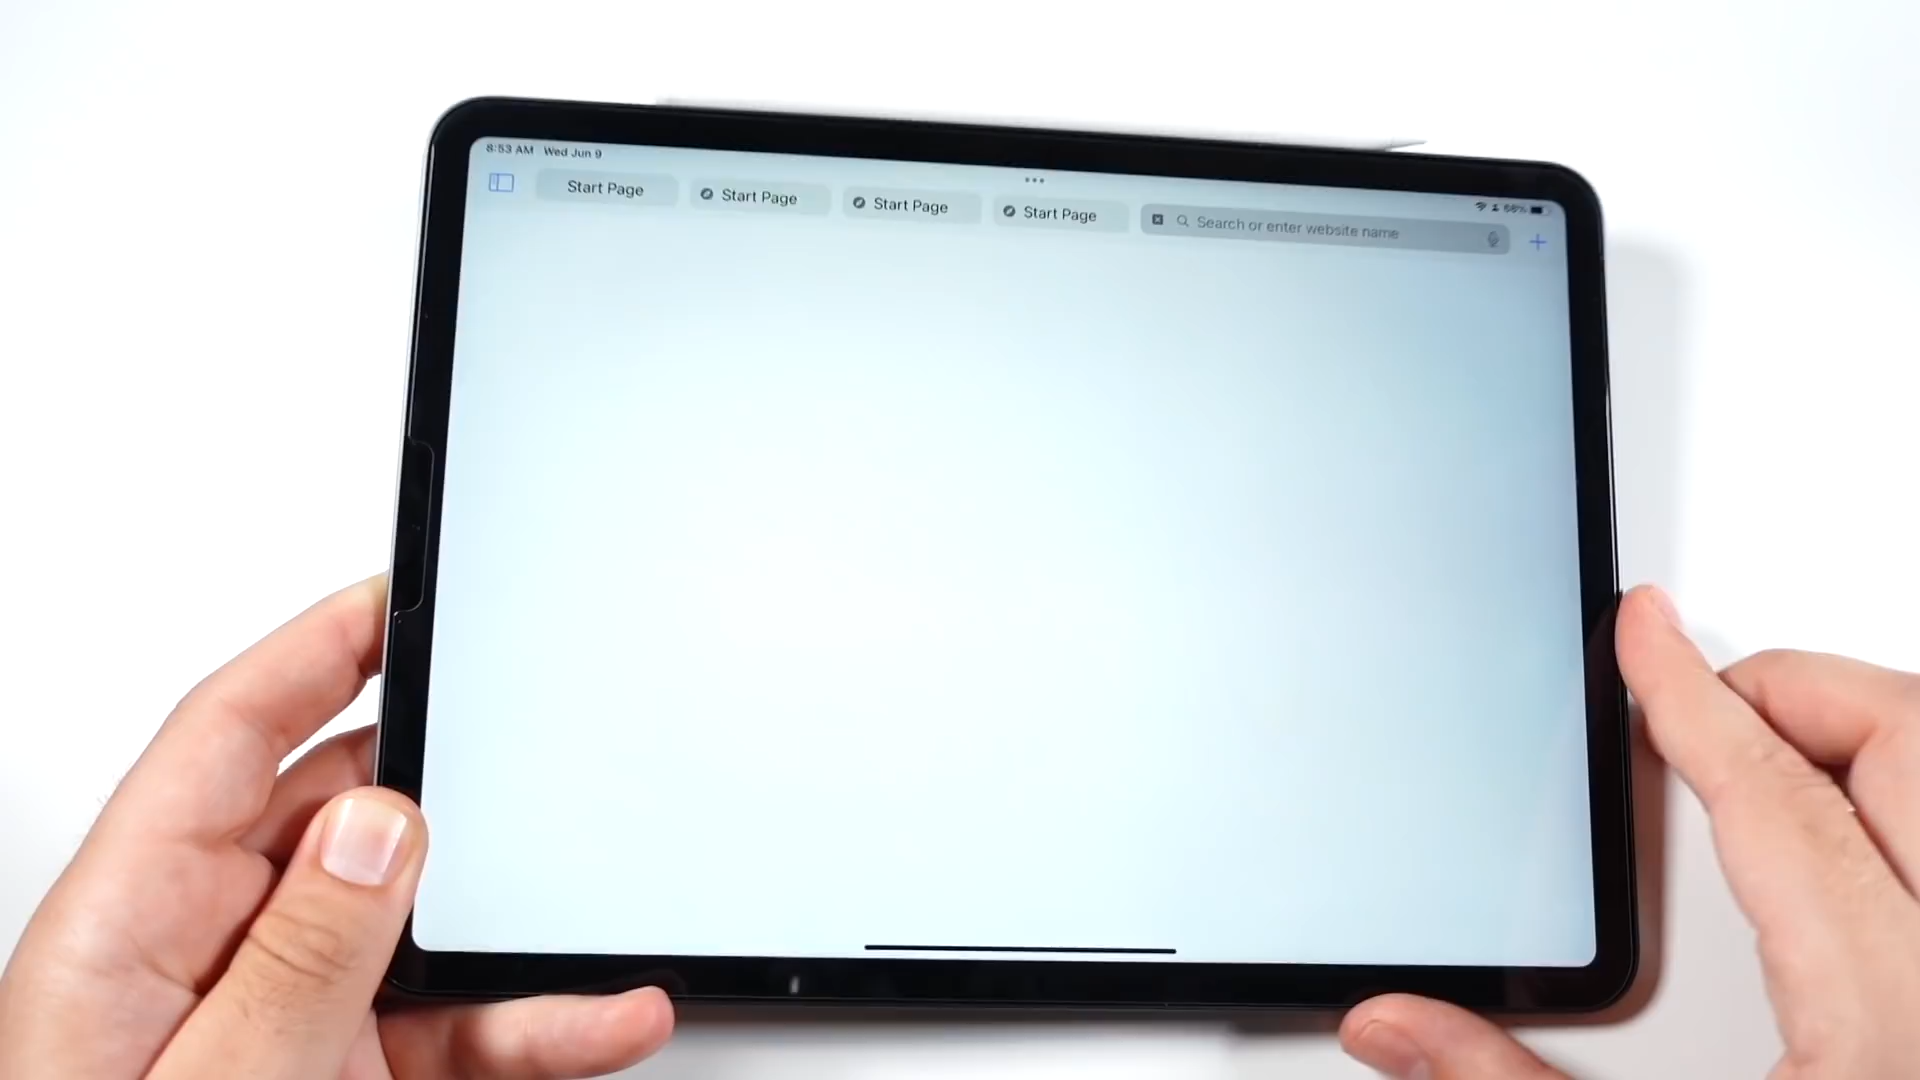 8:53 AM Wed Jun 9
68%
Start Page
Start Page
Start Page
Start Page
Search or enter website name